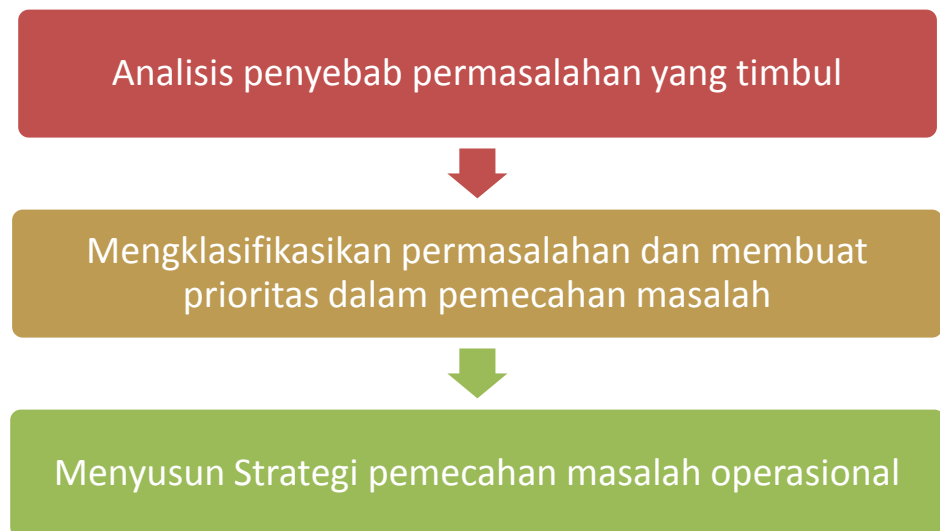 Analisis penyebab permasalahan yang timbul
Mengklasifikasikan permasalahan dan membuat
prioritas dalam pemecahan masalah
Menyusun Strategi pemecahan masalah operasional